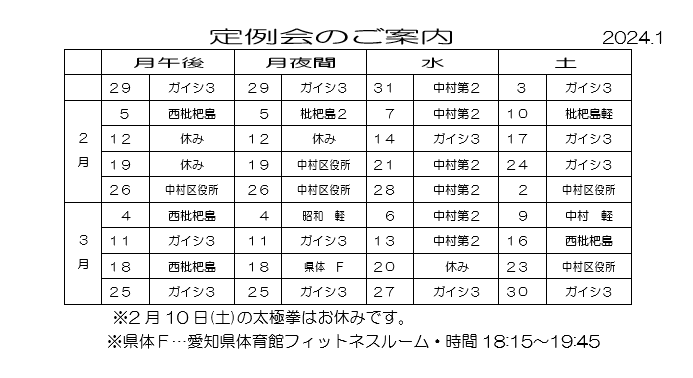 定例会のご案内 2024.1
月午後 月夜間 水 土
29 ガイシ3 29 ガイシ3 31 中村第2 3 ガイシ3
2月 5 西枇杷島 5 枇杷島2 7 中村第2 10 枇杷島軽
12 休み 12 休み 14 ガイシ3 17 ガイシ3
19 休み 19 中村区役所 21 中村第2 24 ガイシ3
26 中村区役所 26 中村区役所 28 中村第2 2 中村区役所
3月 4 西枇杷島 4 昭和 軽 6 中村第2 9 中村 軽
11 ガイシ3 11 ガイシ3 13 中村第2 16 西枇杷島
18 西枇杷島 18 県体 F 20 休み 23 中村区役所
25 ガイシ3 25 ガイシ3 27 ガイシ3 30 ガイシ3
※2月10日(土)の太極拳はお休みです。
※県体F…愛知県体育館フィットネスルーム・時間18:15～19:45